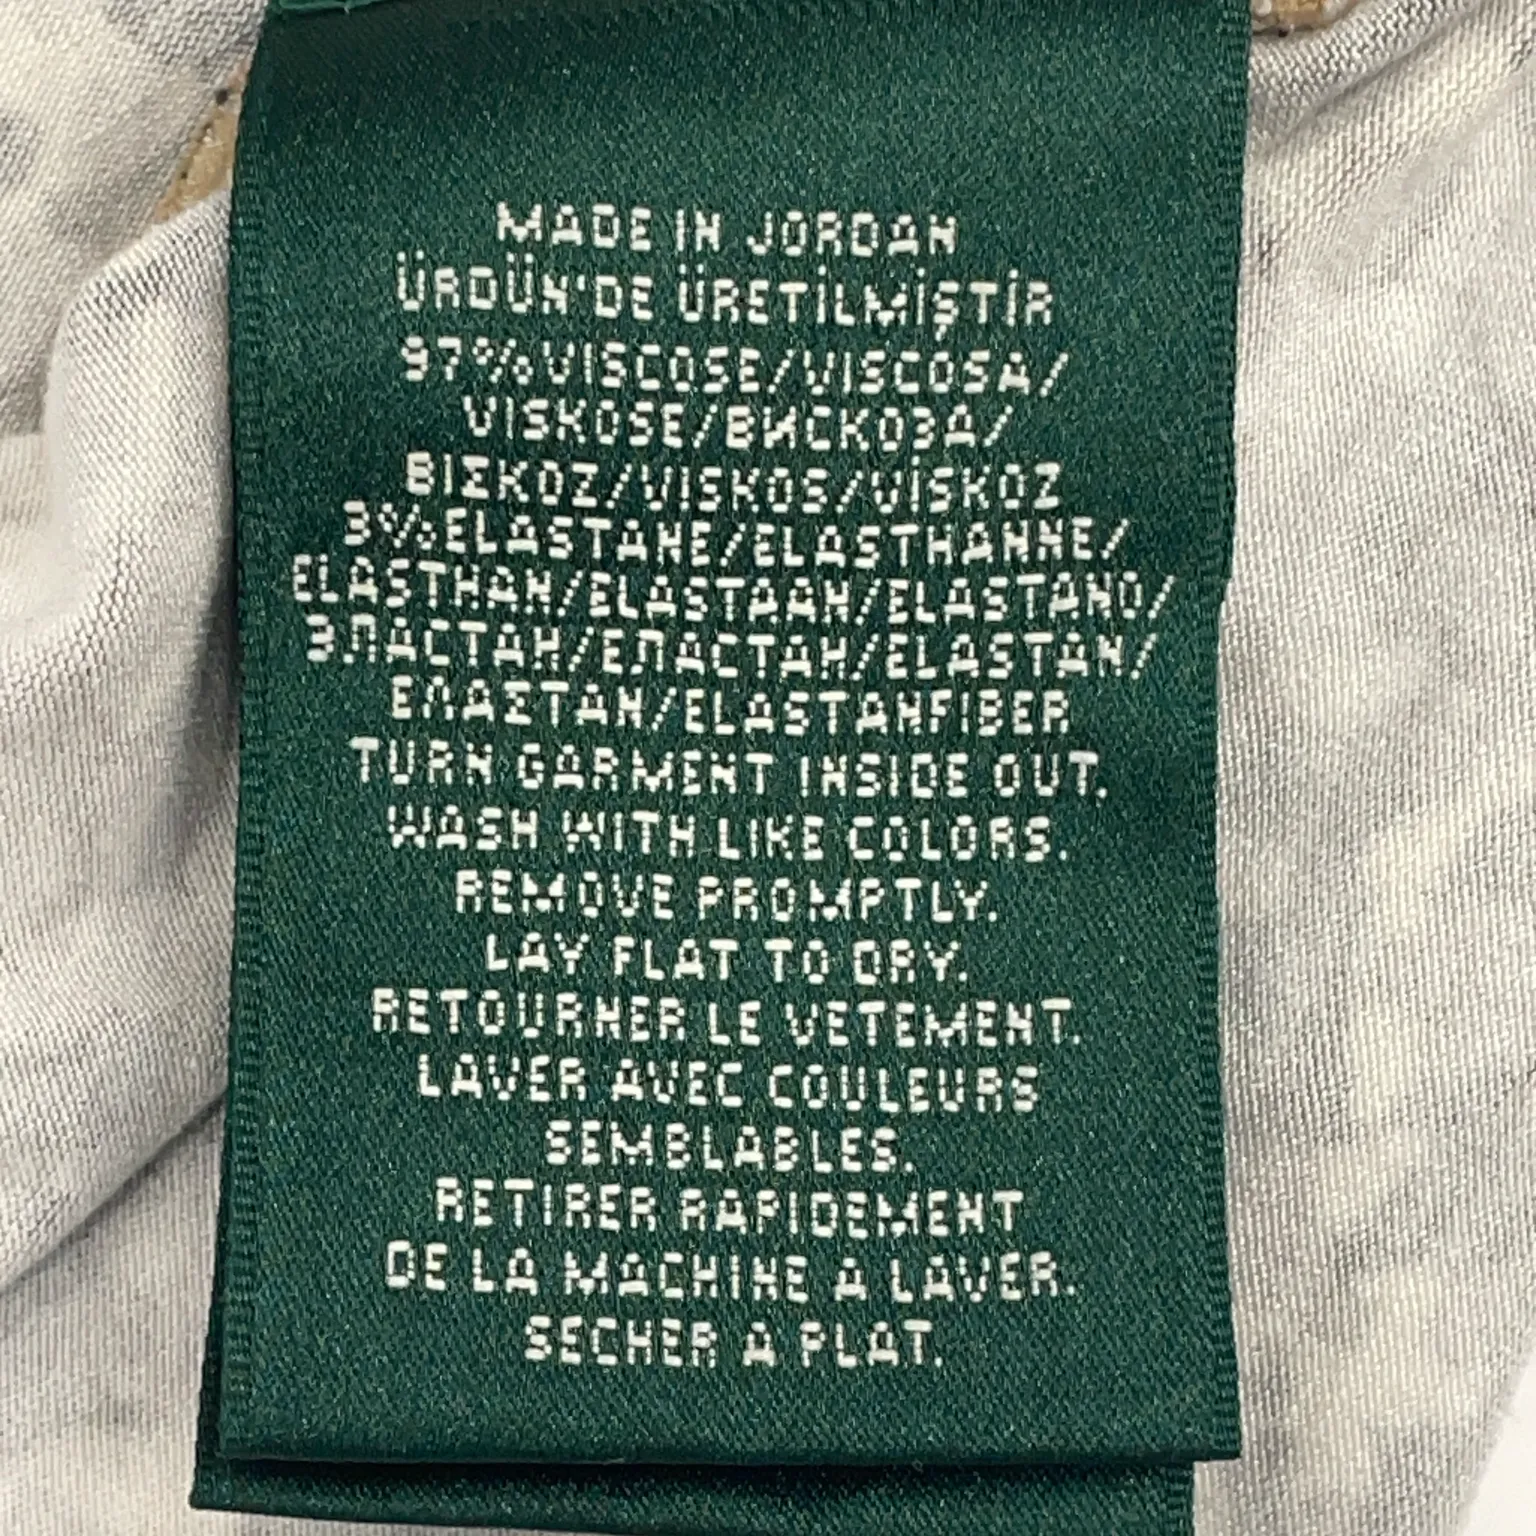 MADE IN JORDAN
ÜRDÜN'DE ÜRETİLMİŞTİR
97%VISCOSE/VISCOSA/
VISKOSE/ВИСКОЗА/
ΒΙΣΚΟΖ/VISKOS/VİSKOZ
3%ELASTANE/ELASTHANNE/
ELASTHAN/ELASTAAN/ELASTANO/
ЭЛАСТАН/ЕЛАСТАН/ELASTAN/
ΕΛΑΣΤΑΝ/ELASTANFIBER
TURN GARMENT INSIDE OUT.
WASH WITH LIKE COLORS.
REMOVE PROMPTLY.
LAY FLAT TO DRY.
RETOURNER LE VETEMENT.
LAVER AVEC COULEURS
SEMBLABLES.
RETIRER RAPIDEMENT
DE LA MACHINE A LAVER.
SECHER A PLAT.